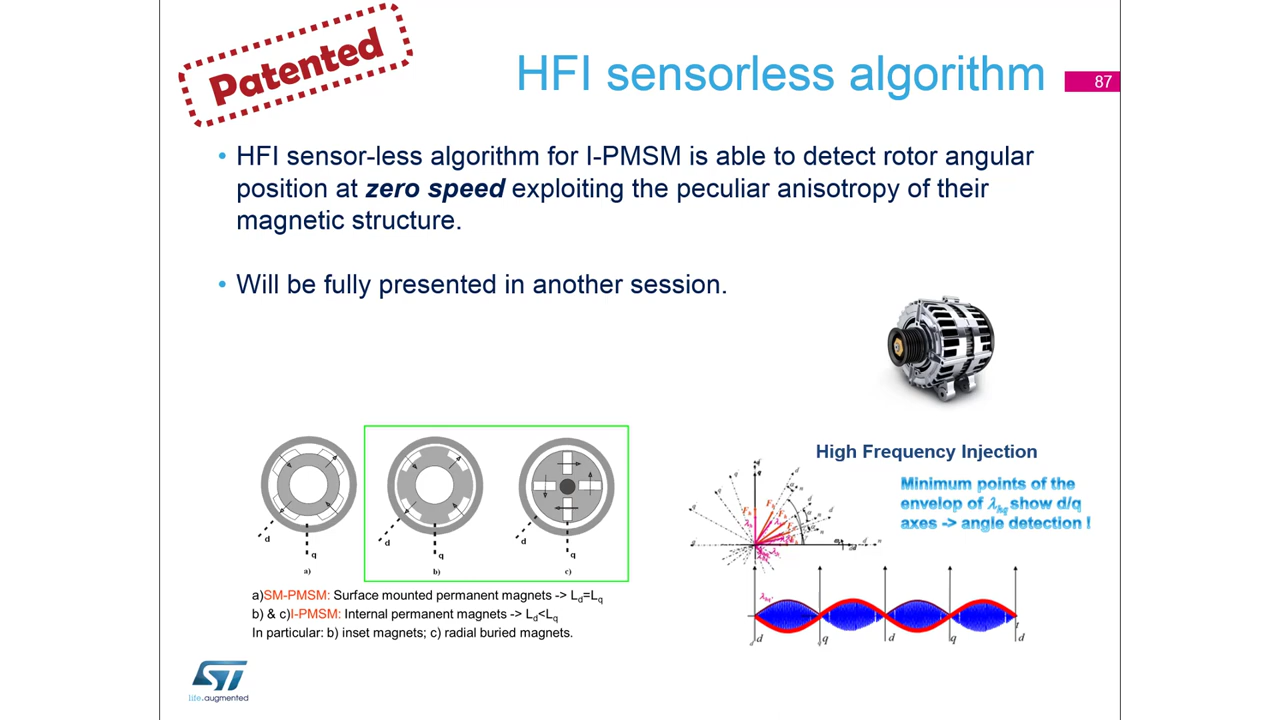 Patented
HFI sensorless algorithm
87
• HFI sensor-less algorithm for I-PMSM is able to detect rotor angular
position at zero speed exploiting the peculiar anisotropy of their
magnetic structure.
• Will be fully presented in another session.
High Frequency Injection
Minimum points of the
envelop of λhq show d/q
axes -> angle detection !
d
q
a)
d
q
b)
d
q
c)
a)SM-PMSM: Surface mounted permanent magnets -> Ld=Lq
b) & c)I-PMSM: Internal permanent magnets -> Ld<Lq
In particular: b) inset magnets; c) radial buried magnets.
d
q
d
q
d
ST
life.augmented